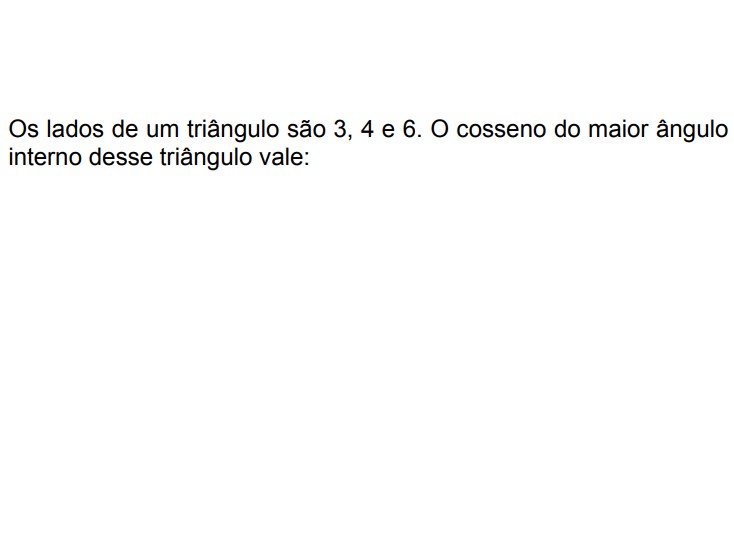 Os lados de um triângulo são 3, 4 e 6. O cosseno do maior ângulo
interno desse triângulo vale: